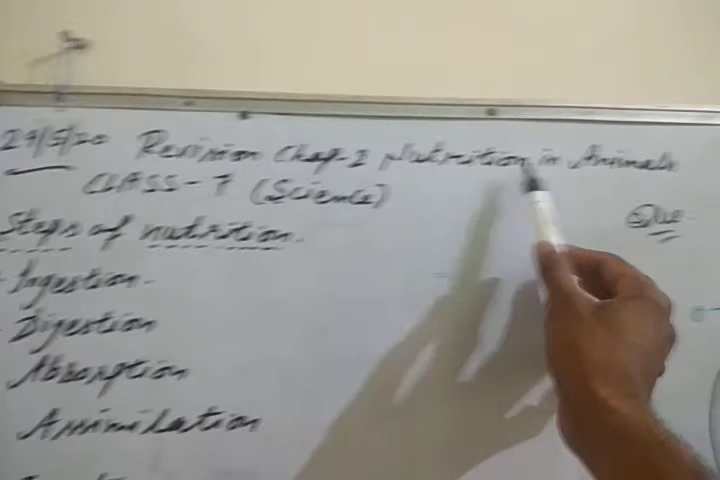 29/5/20 Revision Chap-2 Nutrition in Animals
CLASS-7 (Science)
Steps of nutrition.
Ingestion.
Digestion
Absorption
Assimilation
Que